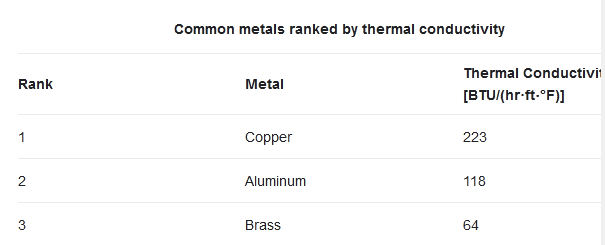 Common metals ranked by thermal conductivity
Rank Metal Thermal Conductivi
[BTU/(hr·ft·°F)]
1 Copper 223
2 Aluminum 118
3 Brass 64